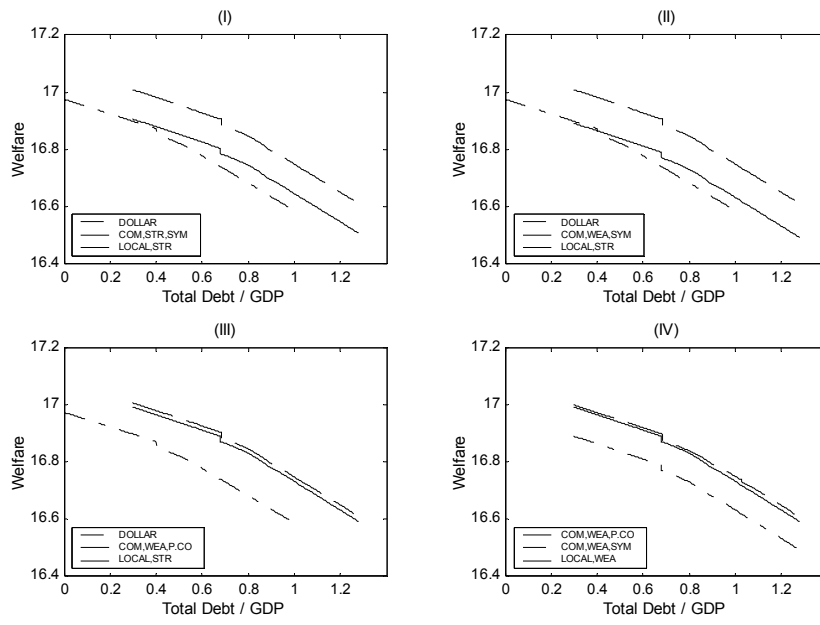 (I)
17.2
17
16.8
16.6
16.4
Welfare
DOLLAR
COM,STR,SYM
LOCAL,STR
0 0.2 0.4 0.6 0.8 1 1.2
Total Debt / GDP
(II)
17.2
17
16.8
16.6
16.4
Welfare
DOLLAR
COM,WEA,SYM
LOCAL,STR
0 0.2 0.4 0.6 0.8 1 1.2
Total Debt / GDP
(III)
17.2
17
16.8
16.6
16.4
Welfare
DOLLAR
COM,WEA,P.CO
LOCAL,STR
0 0.2 0.4 0.6 0.8 1 1.2
Total Debt / GDP
(IV)
17.2
17
16.8
16.6
16.4
Welfare
COM,WEA,P.CO
COM,WEA,SYM
LOCAL,WEA
0 0.2 0.4 0.6 0.8 1 1.2
Total Debt / GDP